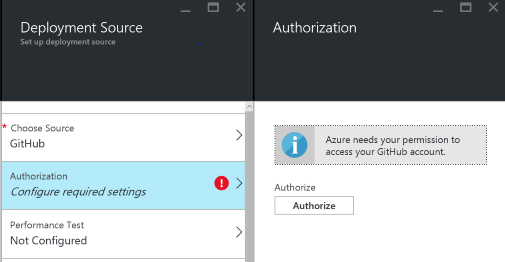 Deployment Source
Set up deployment source
* Choose Source
GitHub
Authorization
Configure required settings
!
Performance Test
Not Configured
Authorization
i
Azure needs your permission to
access your GitHub account.
Authorize
Authorize